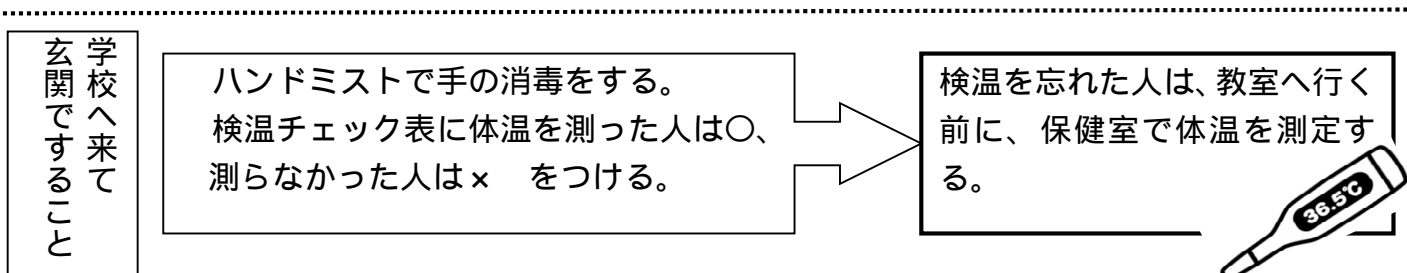 学校へ来て
玄関ですること
ハンドミストで手の消毒をする。
検温チェック表に体温を測った人は〇、
測らなかった人は× をつける。
検温を忘れた人は、教室へ行く
前に、保健室で体温を測定す
る。
36.5℃